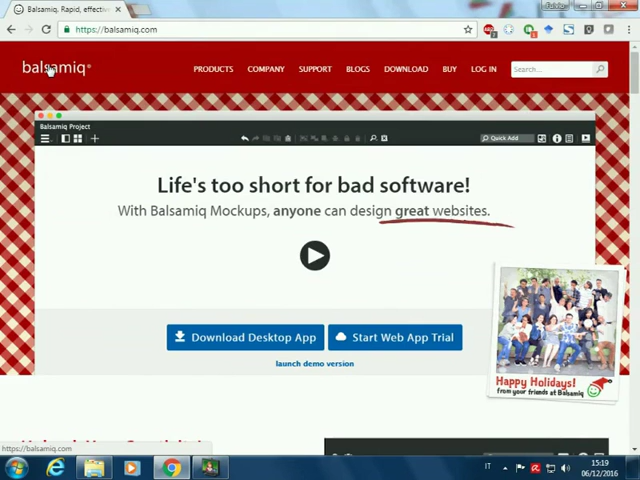 Balsamiq. Rapid, effectiv
Fulvio
https://balsamiq.com
balsamiq®
PRODUCTS COMPANY SUPPORT BLOGS DOWNLOAD BUY LOG IN Search...
Balsamiq Project
Quick Add
Life's too short for bad software!
With Balsamiq Mockups, anyone can design great websites.
Download Desktop App
Start Web App Trial
launch demo version
Happy Holidays!
from your friends at Balsamiq
https://balsamiq.com
IT
15:19
06/12/2016